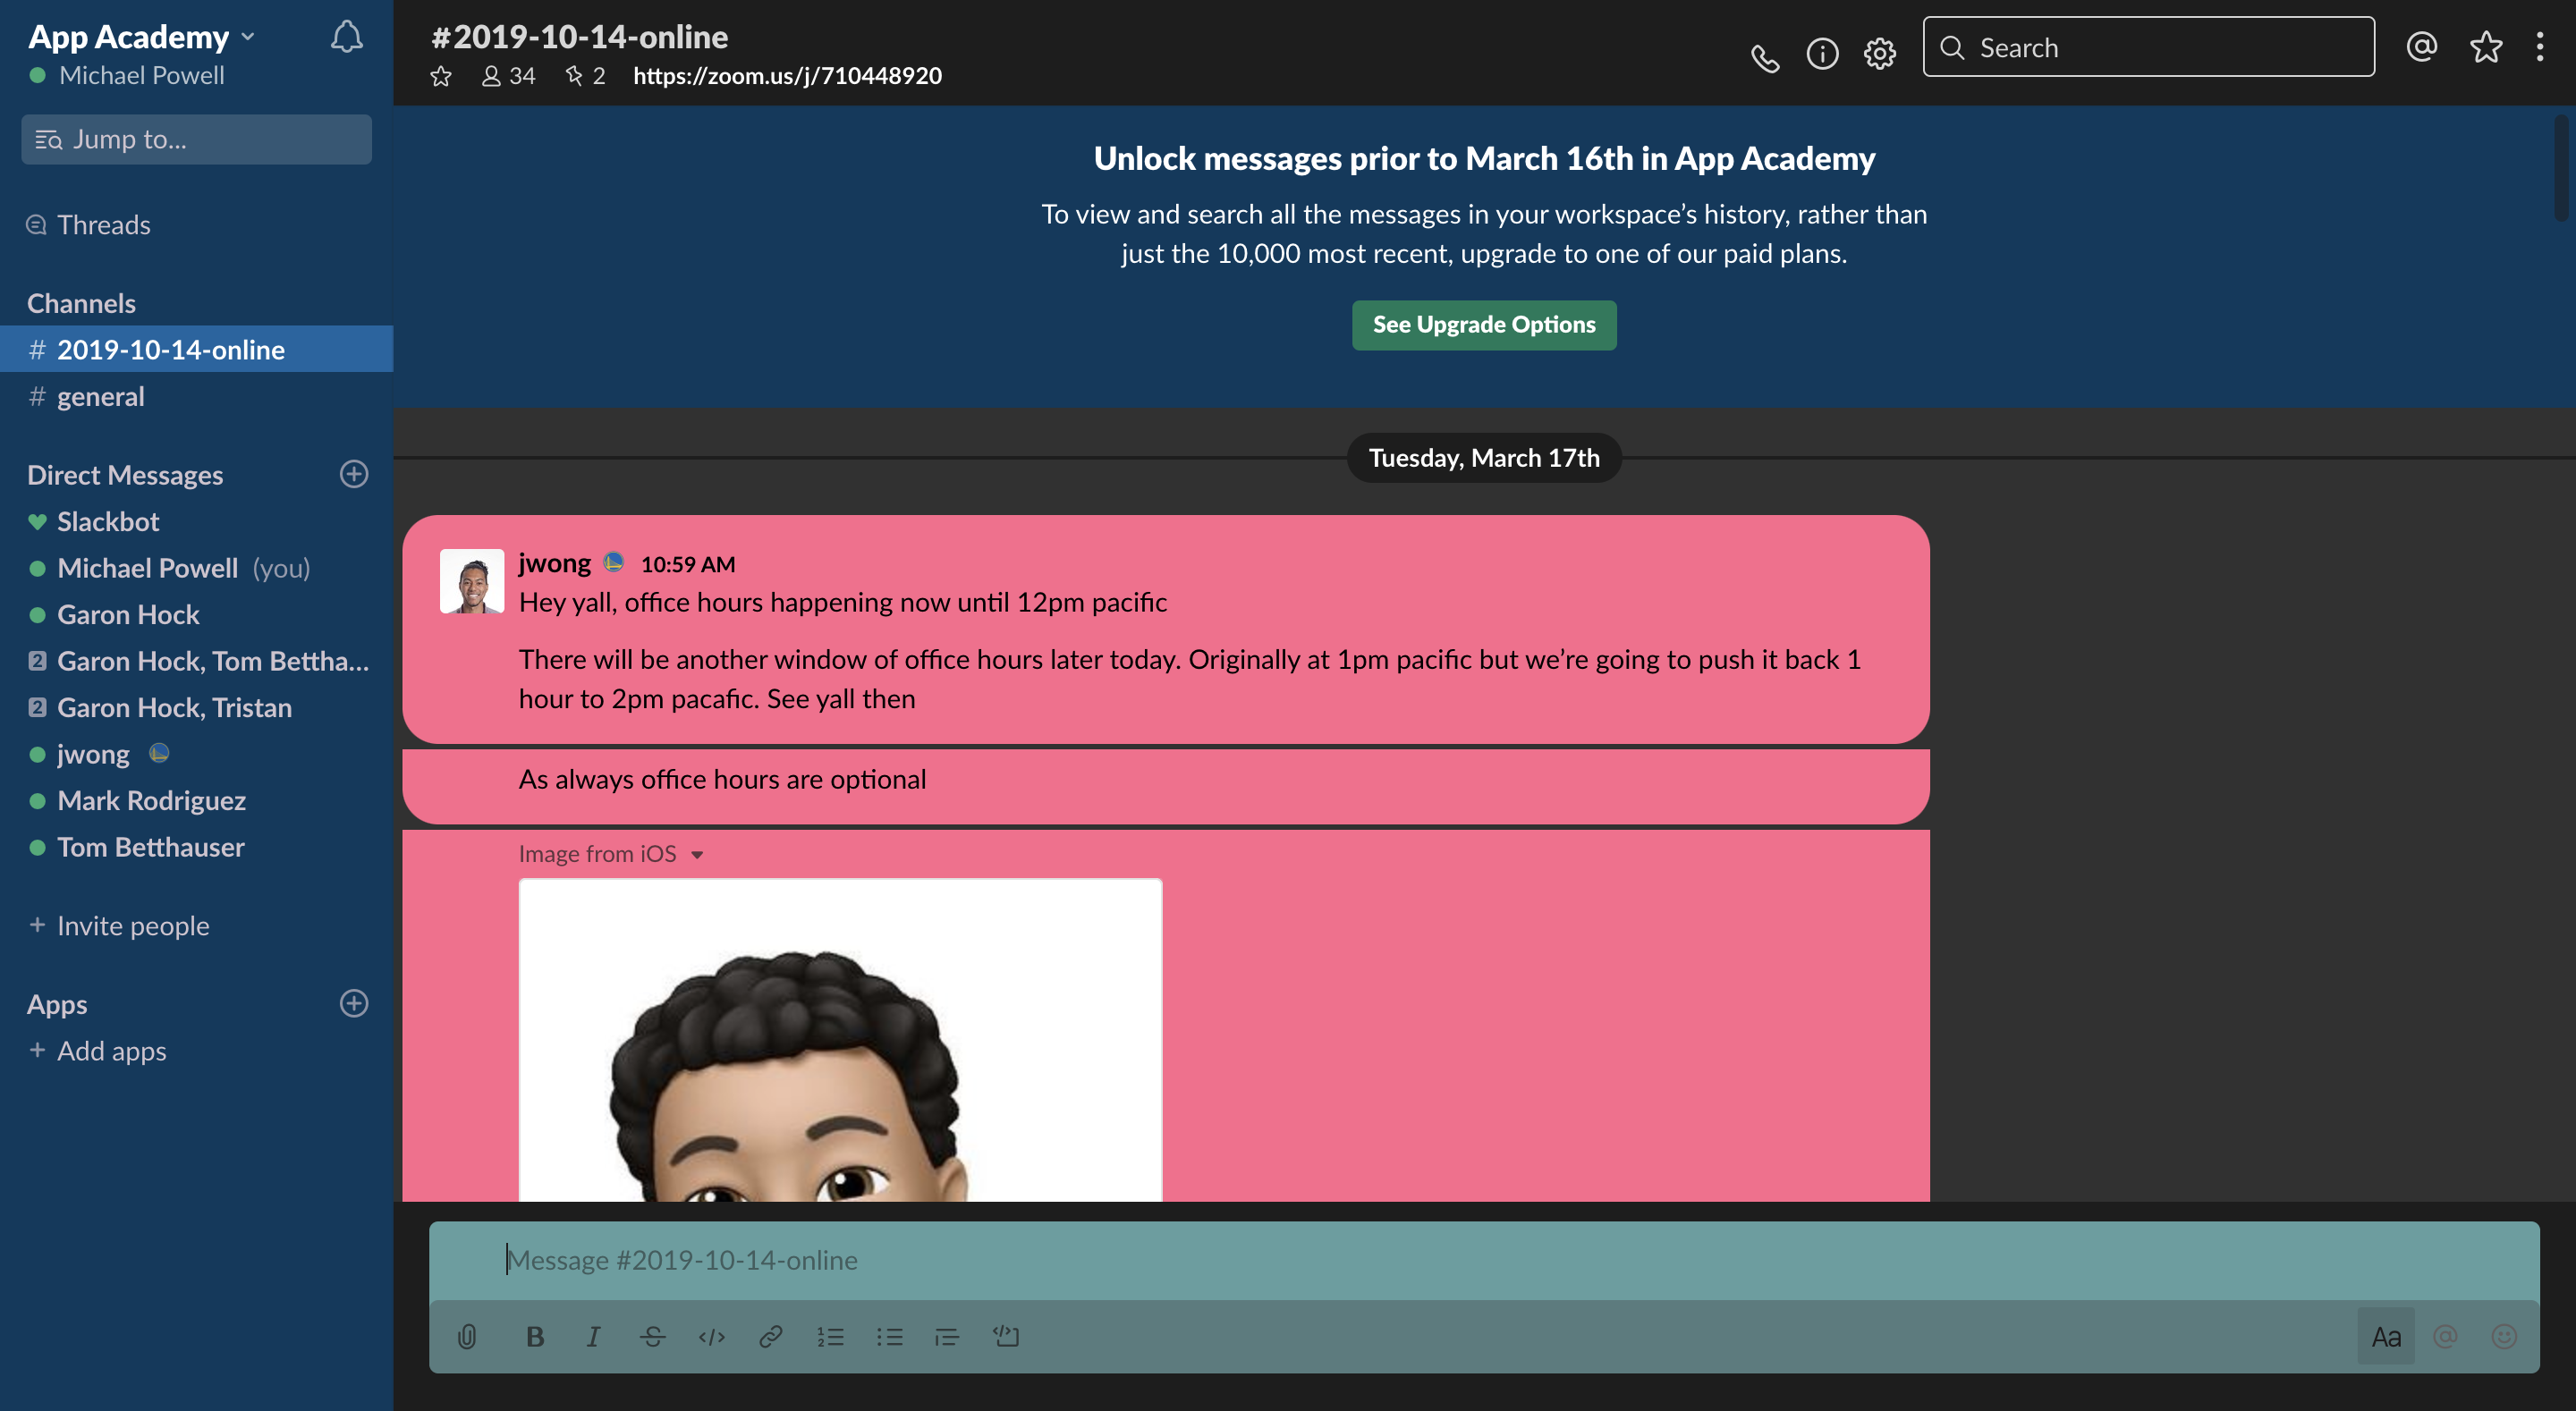 App Academy
Michael Powell
Jump to...
Threads
Channels
# 2019-10-14-online
# general
Direct Messages
Slackbot
Michael Powell (you)
Garon Hock
2 Garon Hock, Tom Bettha...
2 Garon Hock, Tristan
jwong
Mark Rodriguez
Tom Betthauser
+ Invite people
Apps
+ Add apps
#2019-10-14-online
34 2 https://zoom.us/j/710448920
Search
Unlock messages prior to March 16th in App Academy
To view and search all the messages in your workspace’s history, rather than
just the 10,000 most recent, upgrade to one of our paid plans.
See Upgrade Options
Tuesday, March 17th
jwong 10:59 AM
Hey yall, office hours happening now until 12pm pacific
There will be another window of office hours later today. Originally at 1pm pacific but we’re going to push it back 1
hour to 2pm pacafic. See yall then
As always office hours are optional
Image from iOS
Message #2019-10-14-online
B I S </> Aa @